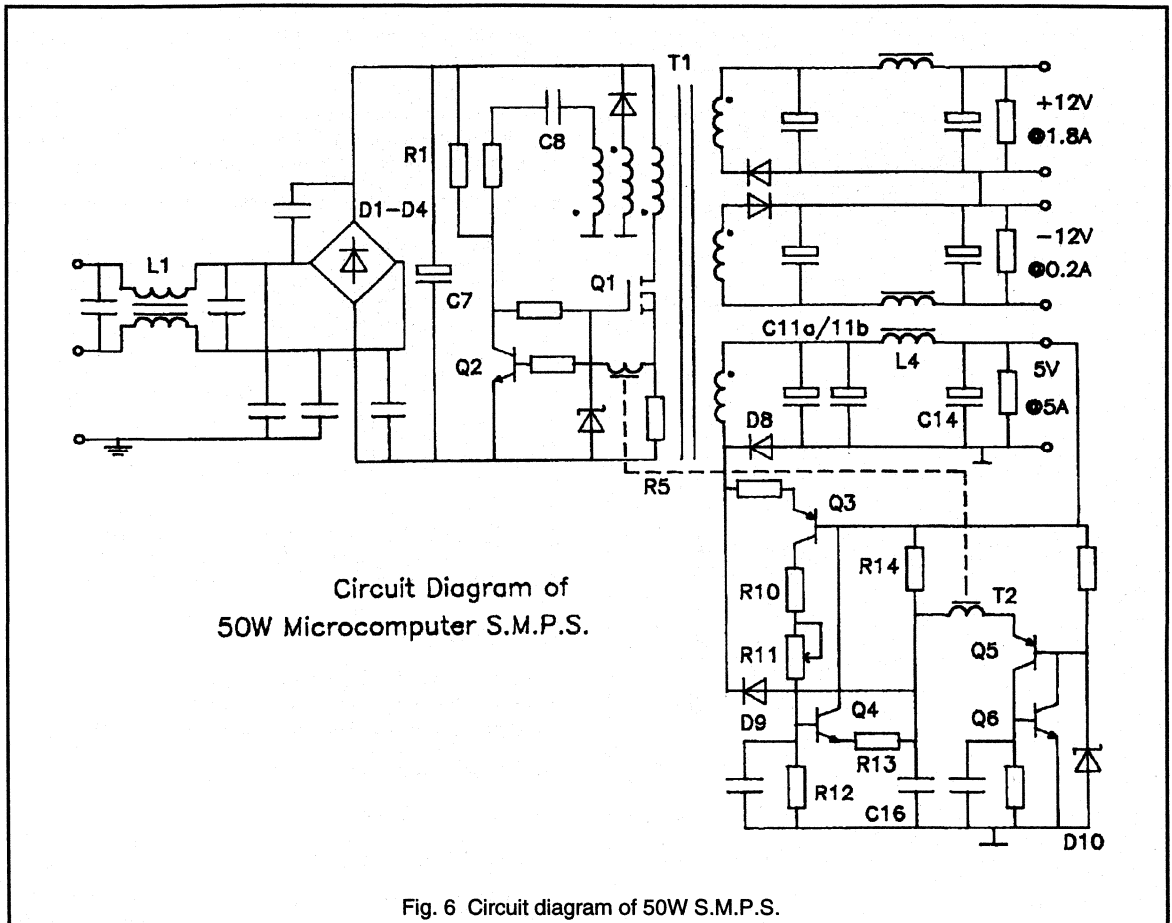 T1
+12V
@1.8A
R1
C8
D1-D4
L1
-12V
@0.2A
Q1
C7
C11a/11b
L4
5V
@5A
Q2
D8
C14
R5
Q3
R14
Circuit Diagram of
50W Microcomputer S.M.P.S.
R10
T2
R11
Q5
D9
Q4
Q6
R13
R12
C16
D10
Fig. 6 Circuit diagram of 50W S.M.P.S.